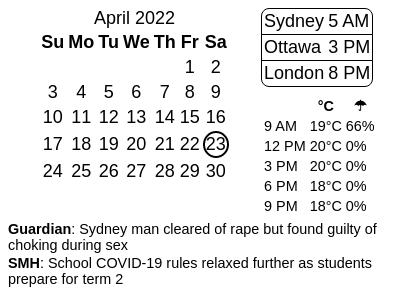 April 2022
Su Mo Tu We Th Fr Sa
1 2
3 4 5 6 7 8 9
10 11 12 13 14 15 16
17 18 19 20 21 22 23
24 25 26 27 28 29 30
Sydney 5 AM
Ottawa 3 PM
London 8 PM
°C ☂
9 AM 19°C 66%
12 PM 20°C 0%
3 PM 20°C 0%
6 PM 18°C 0%
9 PM 18°C 0%
Guardian: Sydney man cleared of rape but found guilty of
choking during sex
SMH: School COVID-19 rules relaxed further as students
prepare for term 2